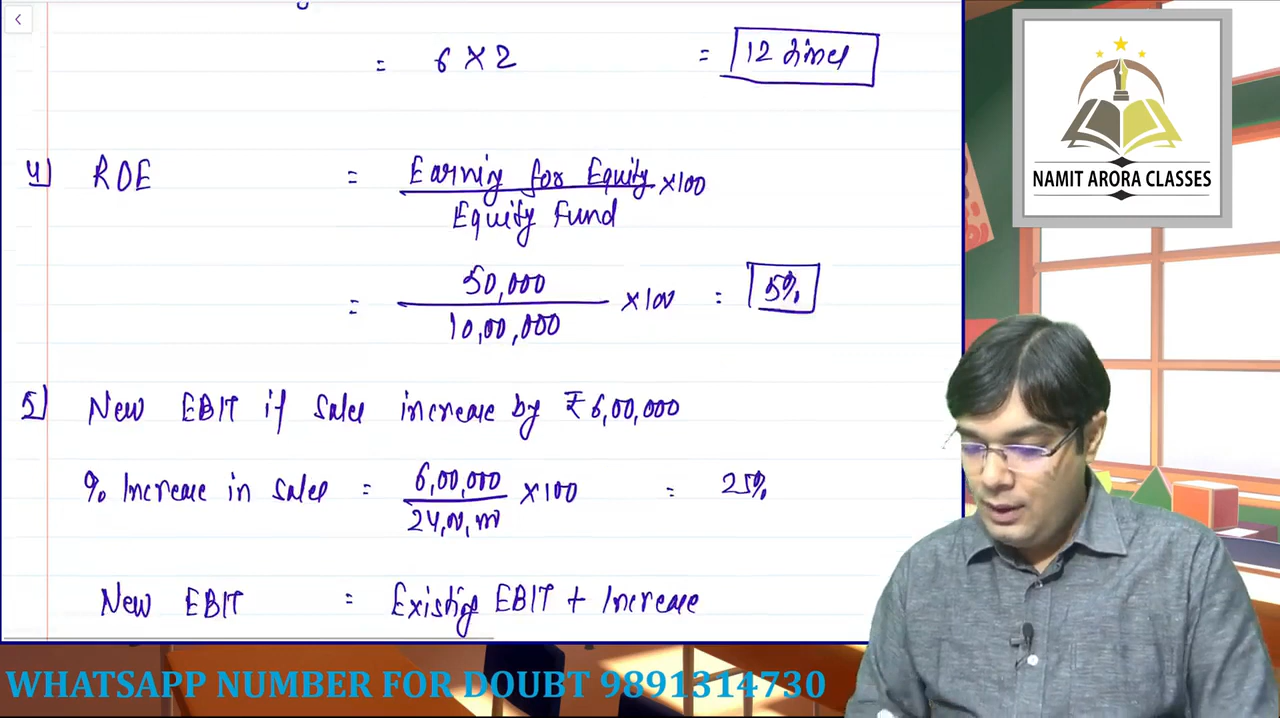 = 6 × 2 = 12 times
4) ROE = Earning for Equity ×100
Equity Fund
= 50,000 ×100 = 5%
10,00,000
5) New EBIT if Sales increase by ₹ 6,00,000
% Increase in Sales = 6,00,000 ×100 = 25%
24,00,000
New EBIT = Existing EBIT + Increase
NAMIT ARORA CLASSES
WHATSAPP NUMBER FOR DOUBT 9891314730